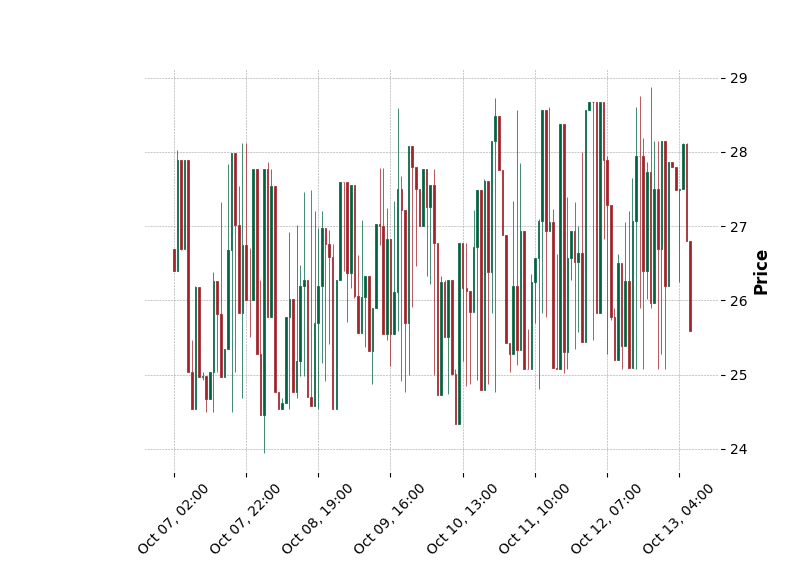 29
28
27
26
25
24
Price
Oct 07, 02:00
Oct 07, 22:00
Oct 08, 19:00
Oct 09, 16:00
Oct 10, 13:00
Oct 11, 10:00
Oct 12, 07:00
Oct 13, 04:00